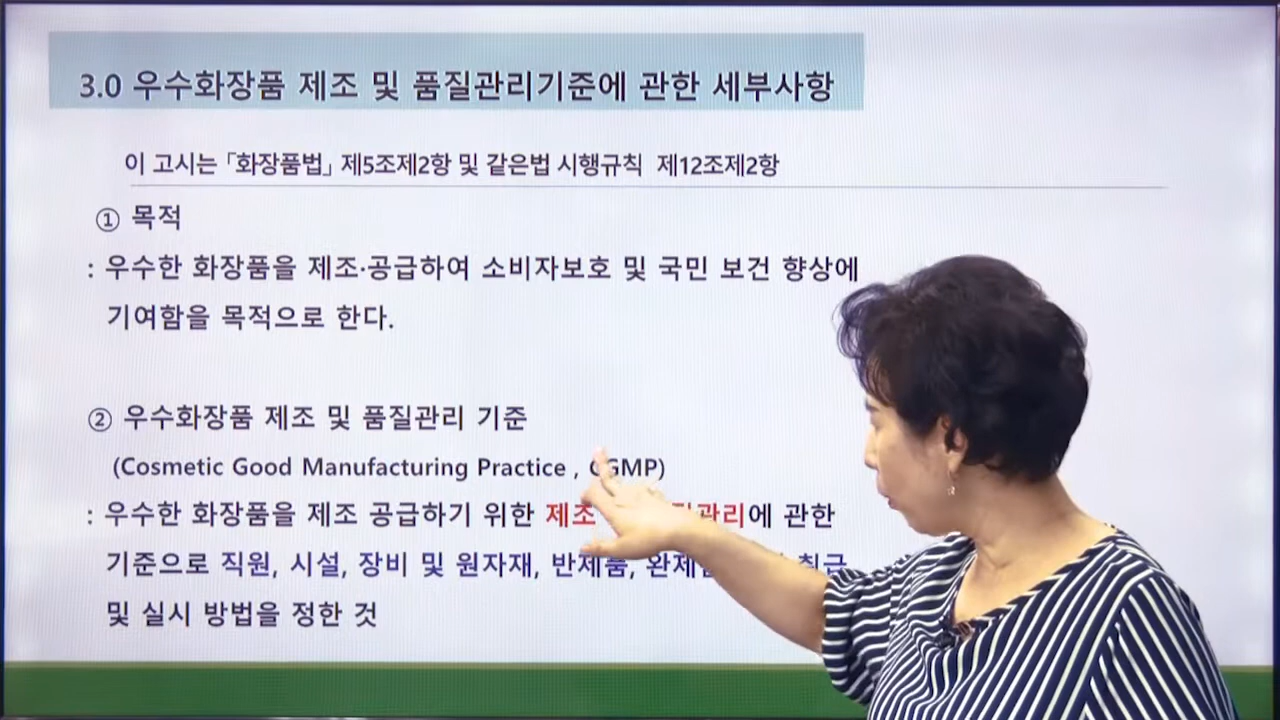 3.0 우수화장품 제조 및 품질관리기준에 관한 세부사항
이 고시는 「화장품법」 제5조제2항 및 같은법 시행규칙 제12조제2항
① 목적
: 우수한 화장품을 제조·공급하여 소비자보호 및 국민 보건 향상에
기여함을 목적으로 한다.
② 우수화장품 제조 및 품질관리 기준
(Cosmetic Good Manufacturing Practice , CGMP)
: 우수한 화장품을 제조 공급하기 위한 제조 에 관한
기준으로 직원, 시설, 장비 및 원자재, 반제품, 취급
및 실시 방법을 정한 것